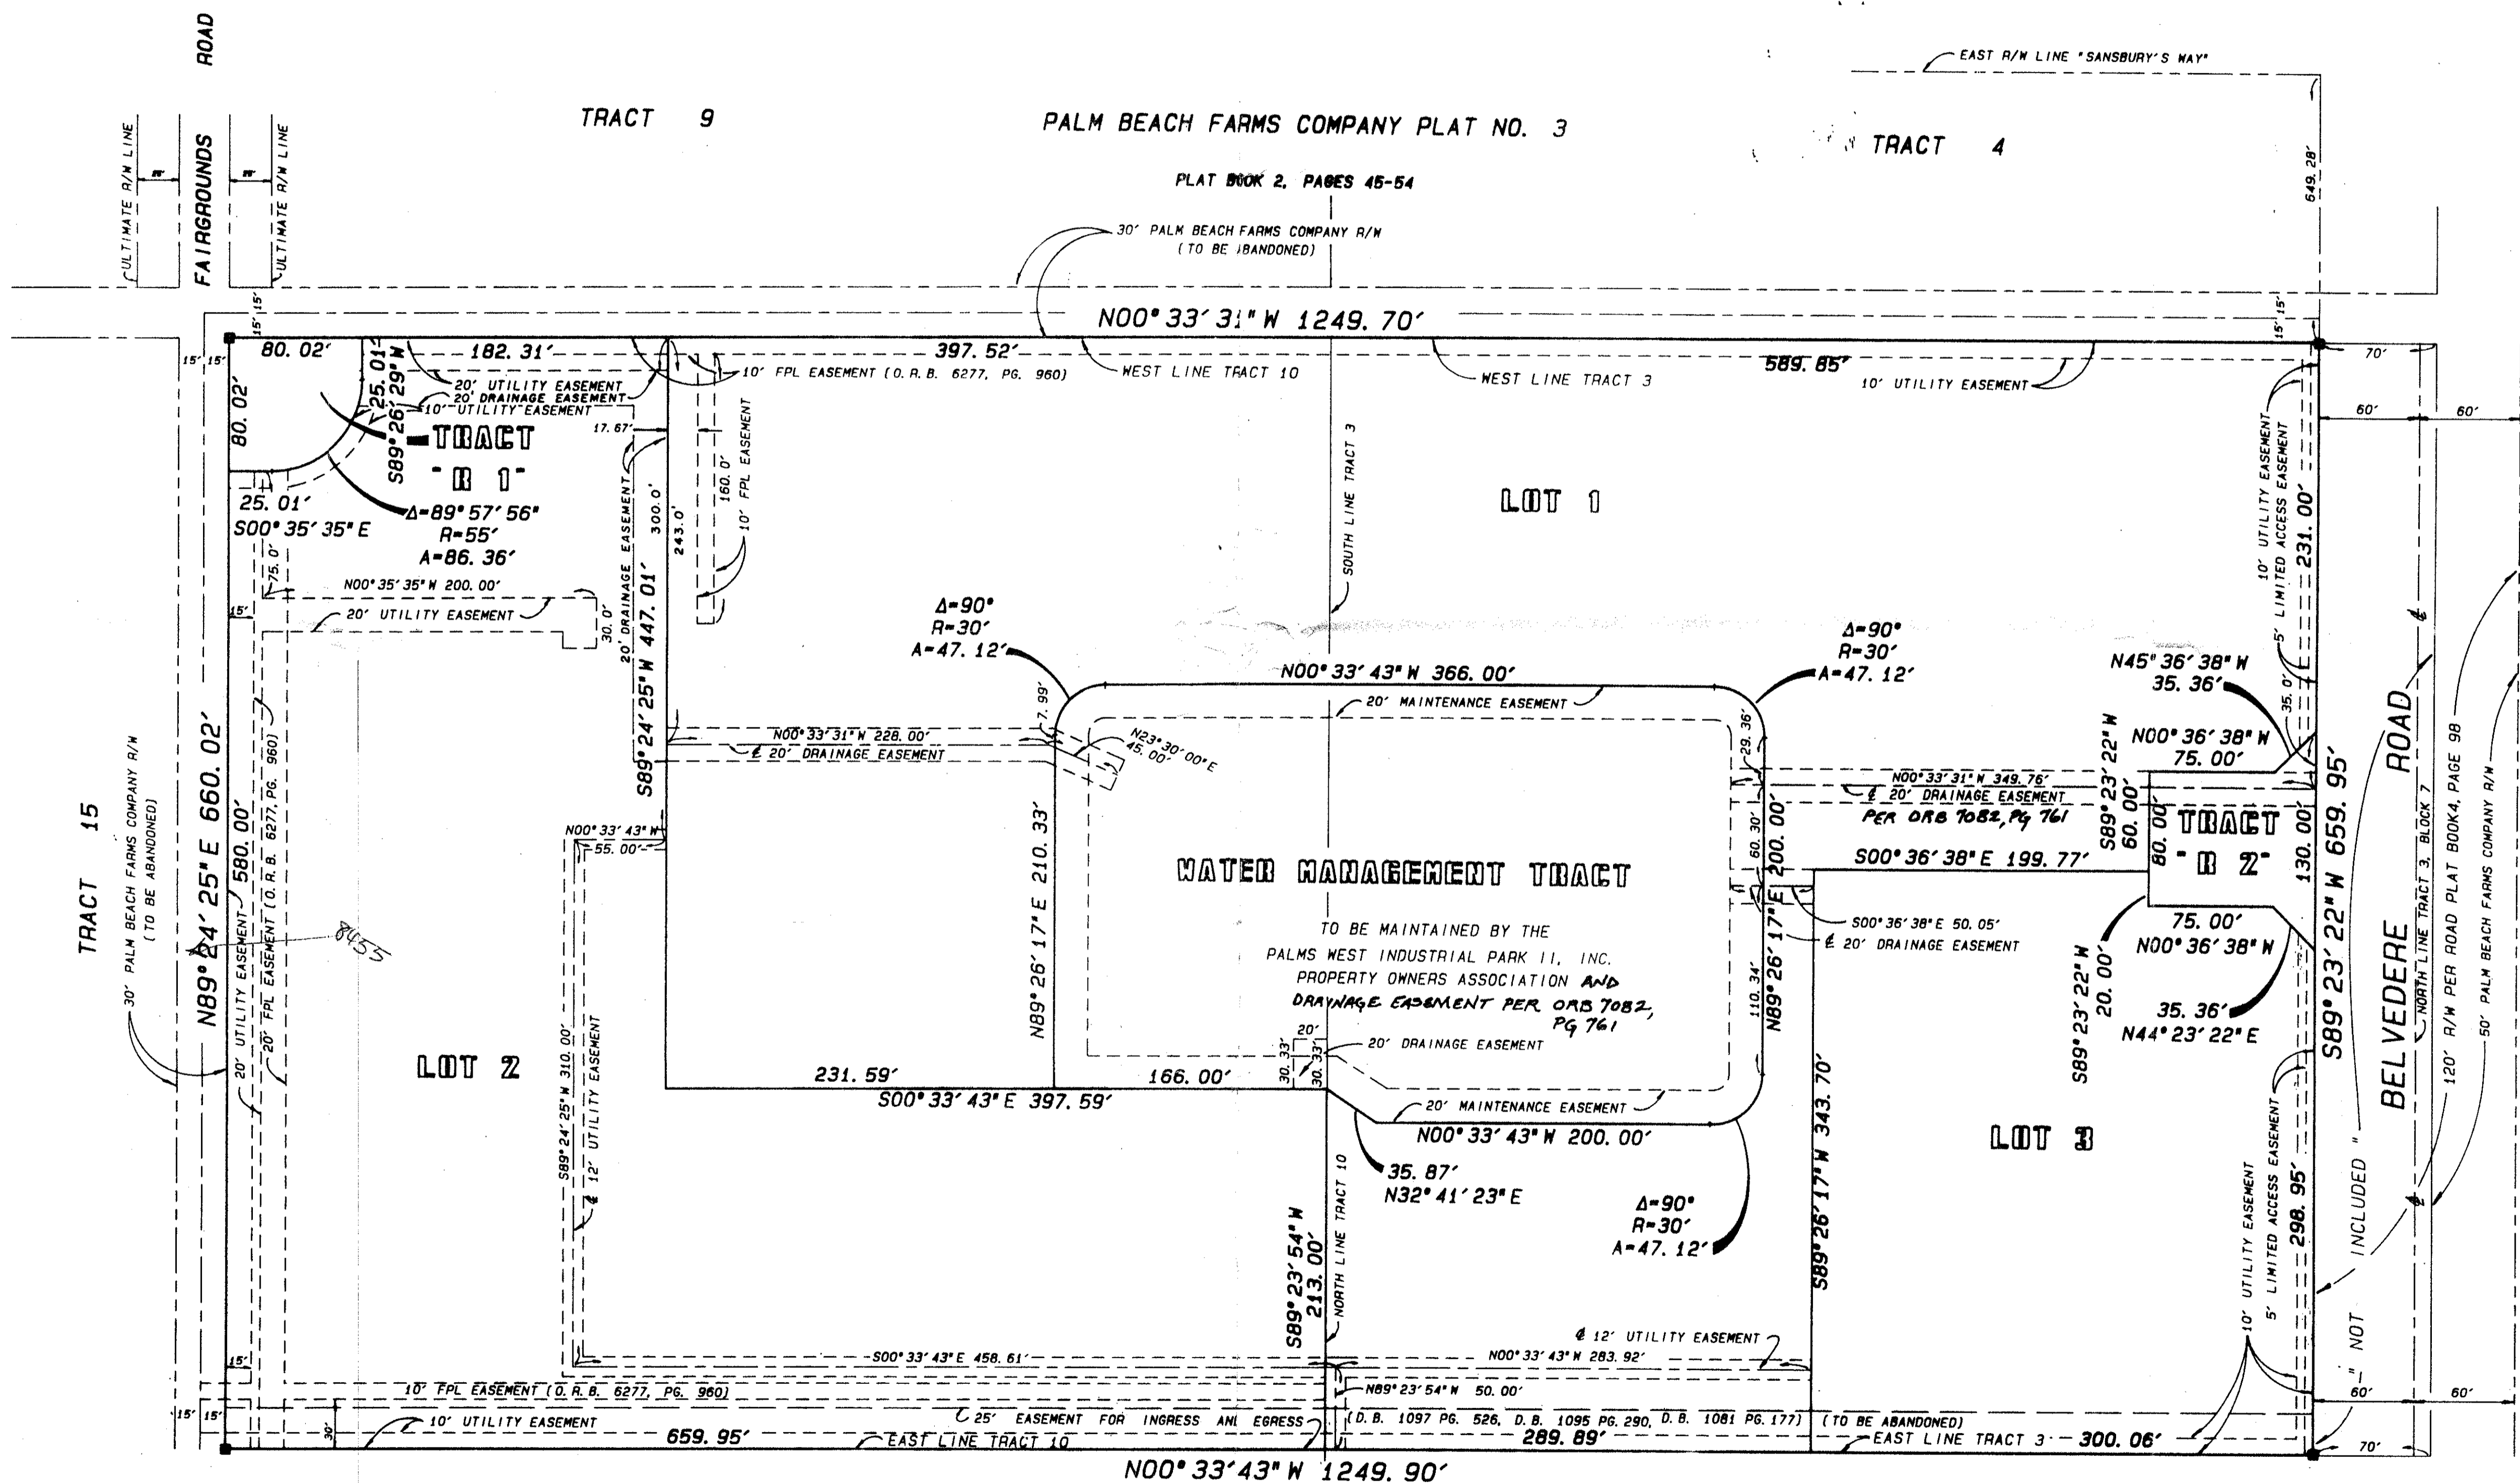 EAST R/W LINE "SANSBURY'S WAY"
TRACT 9
PALM BEACH FARMS COMPANY PLAT NO. 3
TRACT 4
PLAT BOOK 2, PAGES 45-54
ULTIMATE R/W LINE
FAIRGROUNDS ROAD
ULTIMATE R/W LINE
649.28'
30' PALM BEACH FARMS COMPANY R/W
(TO BE ABANDONED)
15' 15'
N00°33'31"W 1249.70'
15' 15'
15' 15'
80.02'
182.31'
397.52'
589.85'
70'
25.01'
S89°26'29"W
20' UTILITY EASEMENT
20' DRAINAGE EASEMENT
10' UTILITY EASEMENT
10' FPL EASEMENT (O.R.B. 6277, PG. 960)
WEST LINE TRACT 10
WEST LINE TRACT 3
10' UTILITY EASEMENT
60'
60'
80.02'
TRACT
"R 1"
17.67'
25.01'
S00°35'35"E
Δ=89°57'56"
R=55'
A=86.36'
20' DRAINAGE EASEMENT
300.0'
243.0'
160.0'
10' FPL EASEMENT
SOUTH LINE TRACT 3
LOT 1
10' UTILITY EASEMENT
5' LIMITED ACCESS EASEMENT
231.00'
75.0'
N00°35'35"W 200.00'
20' UTILITY EASEMENT
15'
30.0'
S89°24'25"W 447.01'
Δ=90°
R=30'
A=47.12'
Δ=90°
R=30'
A=47.12'
N45°36'38"W
35.36'
35.0'
N00°33'43"W 366.00'
20' MAINTENANCE EASEMENT
7.99'
N00°33'31"W 228.00'
℄ 20' DRAINAGE EASEMENT
N23°30'00"E
45.00'
29.36'
N00°36'38"W
75.00'
S89°23'22"W
60.00'
N00°33'31"W 349.76'
℄ 20' DRAINAGE EASEMENT
PER ORB 7082, PG 761
80.00'
TRACT
"R 2"
130.00'
S89°23'22"W 659.95'
BELVEDERE ROAD
℄
NORTH LINE TRACT 3, BLOCK 7
120' R/W PER ROAD PLAT BOOK 4, PAGE 98
50' PALM BEACH FARMS COMPANY R/W
TRACT 15
30' PALM BEACH FARMS COMPANY R/W
(TO BE ABANDONED)
N89°24'25"E 660.02'
580.00'
20' UTILITY EASEMENT
20' FPL EASEMENT (O.R.B. 6277, PG. 960)
8455
N00°33'43"W
55.00'
N89°26'17"E 210.33'
WATER MANAGEMENT TRACT
TO BE MAINTAINED BY THE
PALMS WEST INDUSTRIAL PARK II, INC.
PROPERTY OWNERS ASSOCIATION AND
DRAINAGE EASEMENT PER ORB 7082,
PG 761
60.30'
N89°26'17"E 200.00'
110.34'
S00°36'38"E 199.77'
S00°36'38"E 50.05'
℄ 20' DRAINAGE EASEMENT
75.00'
N00°36'38"W
S89°23'22"W
20.00'
35.36'
N44°23'22"E
20'
30.33'
30.33'
20' DRAINAGE EASEMENT
LOT 2
S89°24'25"W 310.00'
℄ 12' UTILITY EASEMENT
231.59'
166.00'
S00°33'43"E 397.59'
20' MAINTENANCE EASEMENT
N00°33'43"W 200.00'
35.87'
N32°41'23"E
Δ=90°
R=30'
A=47.12'
S89°26'17"W 343.70'
LOT 3
S89°23'54"W
213.00'
NORTH LINE TRACT 10
10' UTILITY EASEMENT
5' LIMITED ACCESS EASEMENT
298.95'
" NOT INCLUDED "
℄
15'
S00°33'43"E 458.61'
℄ 12' UTILITY EASEMENT
N00°33'43"W 283.92'
10' FPL EASEMENT (O.R.B. 6277, PG. 960)
N89°23'54"W 50.00'
60'
60'
15' 15'
30'
10' UTILITY EASEMENT
25' EASEMENT FOR INGRESS AND EGRESS
(D.B. 1097 PG. 526, D.B. 1095 PG. 290, D.B. 1081 PG. 177) (TO BE ABANDONED)
659.95'
EAST LINE TRACT 10
289.89'
EAST LINE TRACT 3
300.06'
70'
N00°33'43"W 1249.90'